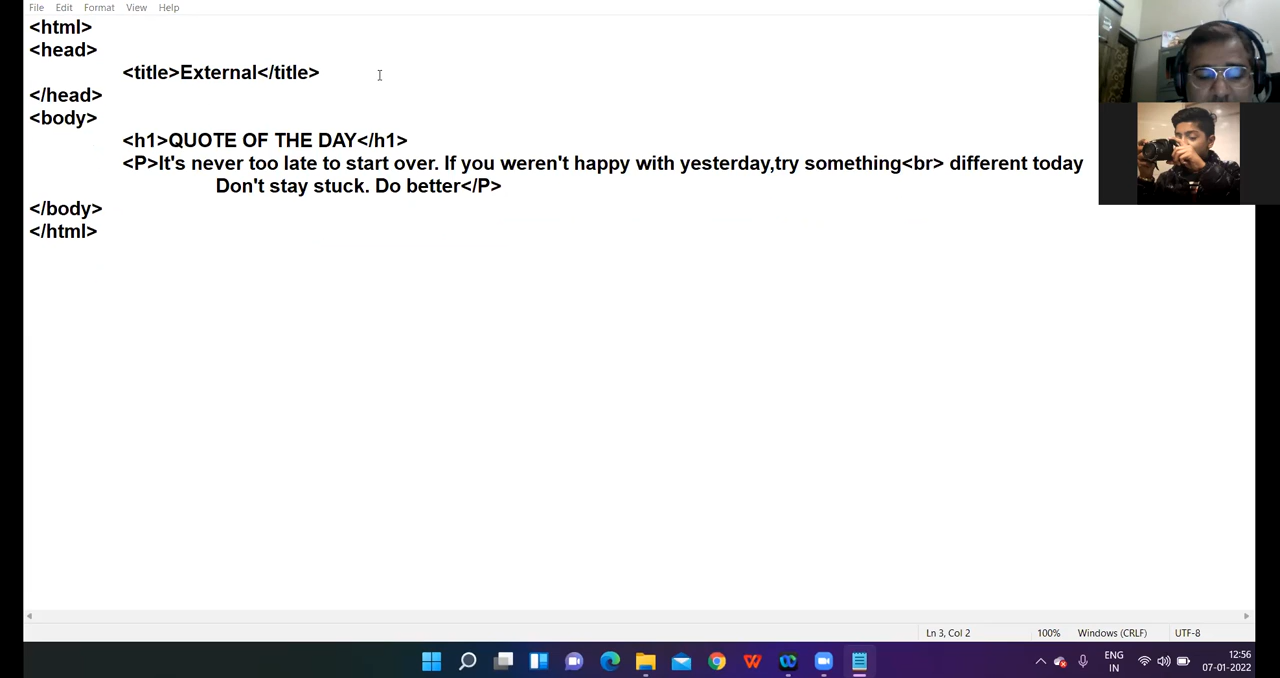 File Edit Format View Help
<html>
<head>
<title>External</title>
</head>
<body>
<h1>QUOTE OF THE DAY</h1>
<P>It's never too late to start over. If you weren't happy with yesterday,try something<br> different today
Don't stay stuck. Do better</P>
</body>
</html>
Ln 3, Col 2 100% Windows (CRLF) UTF-8
ENG
IN
12:56
07-01-2022